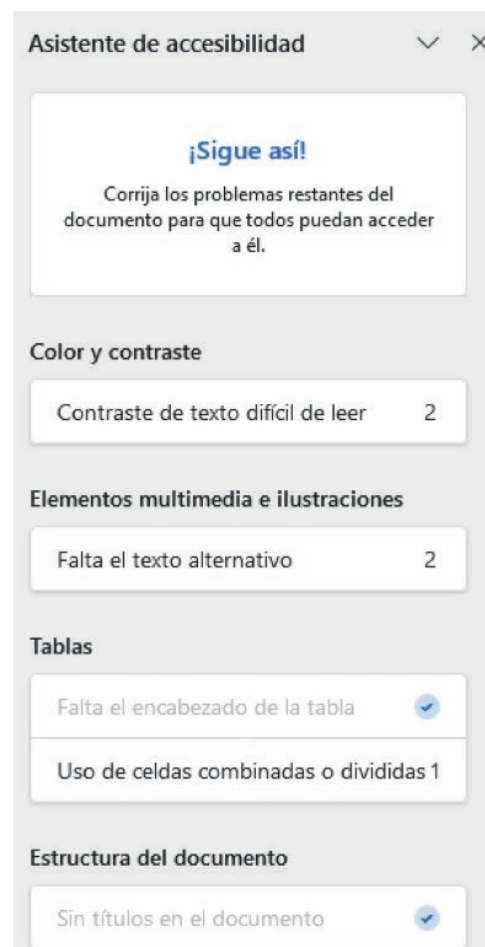 Asistente de accesibilidad
¡Sigue así!
Corrija los problemas restantes del
documento para que todos puedan acceder
a él.
Color y contraste
Contraste de texto difícil de leer 2
Elementos multimedia e ilustraciones
Falta el texto alternativo 2
Tablas
Falta el encabezado de la tabla
Uso de celdas combinadas o divididas 1
Estructura del documento
Sin títulos en el documento